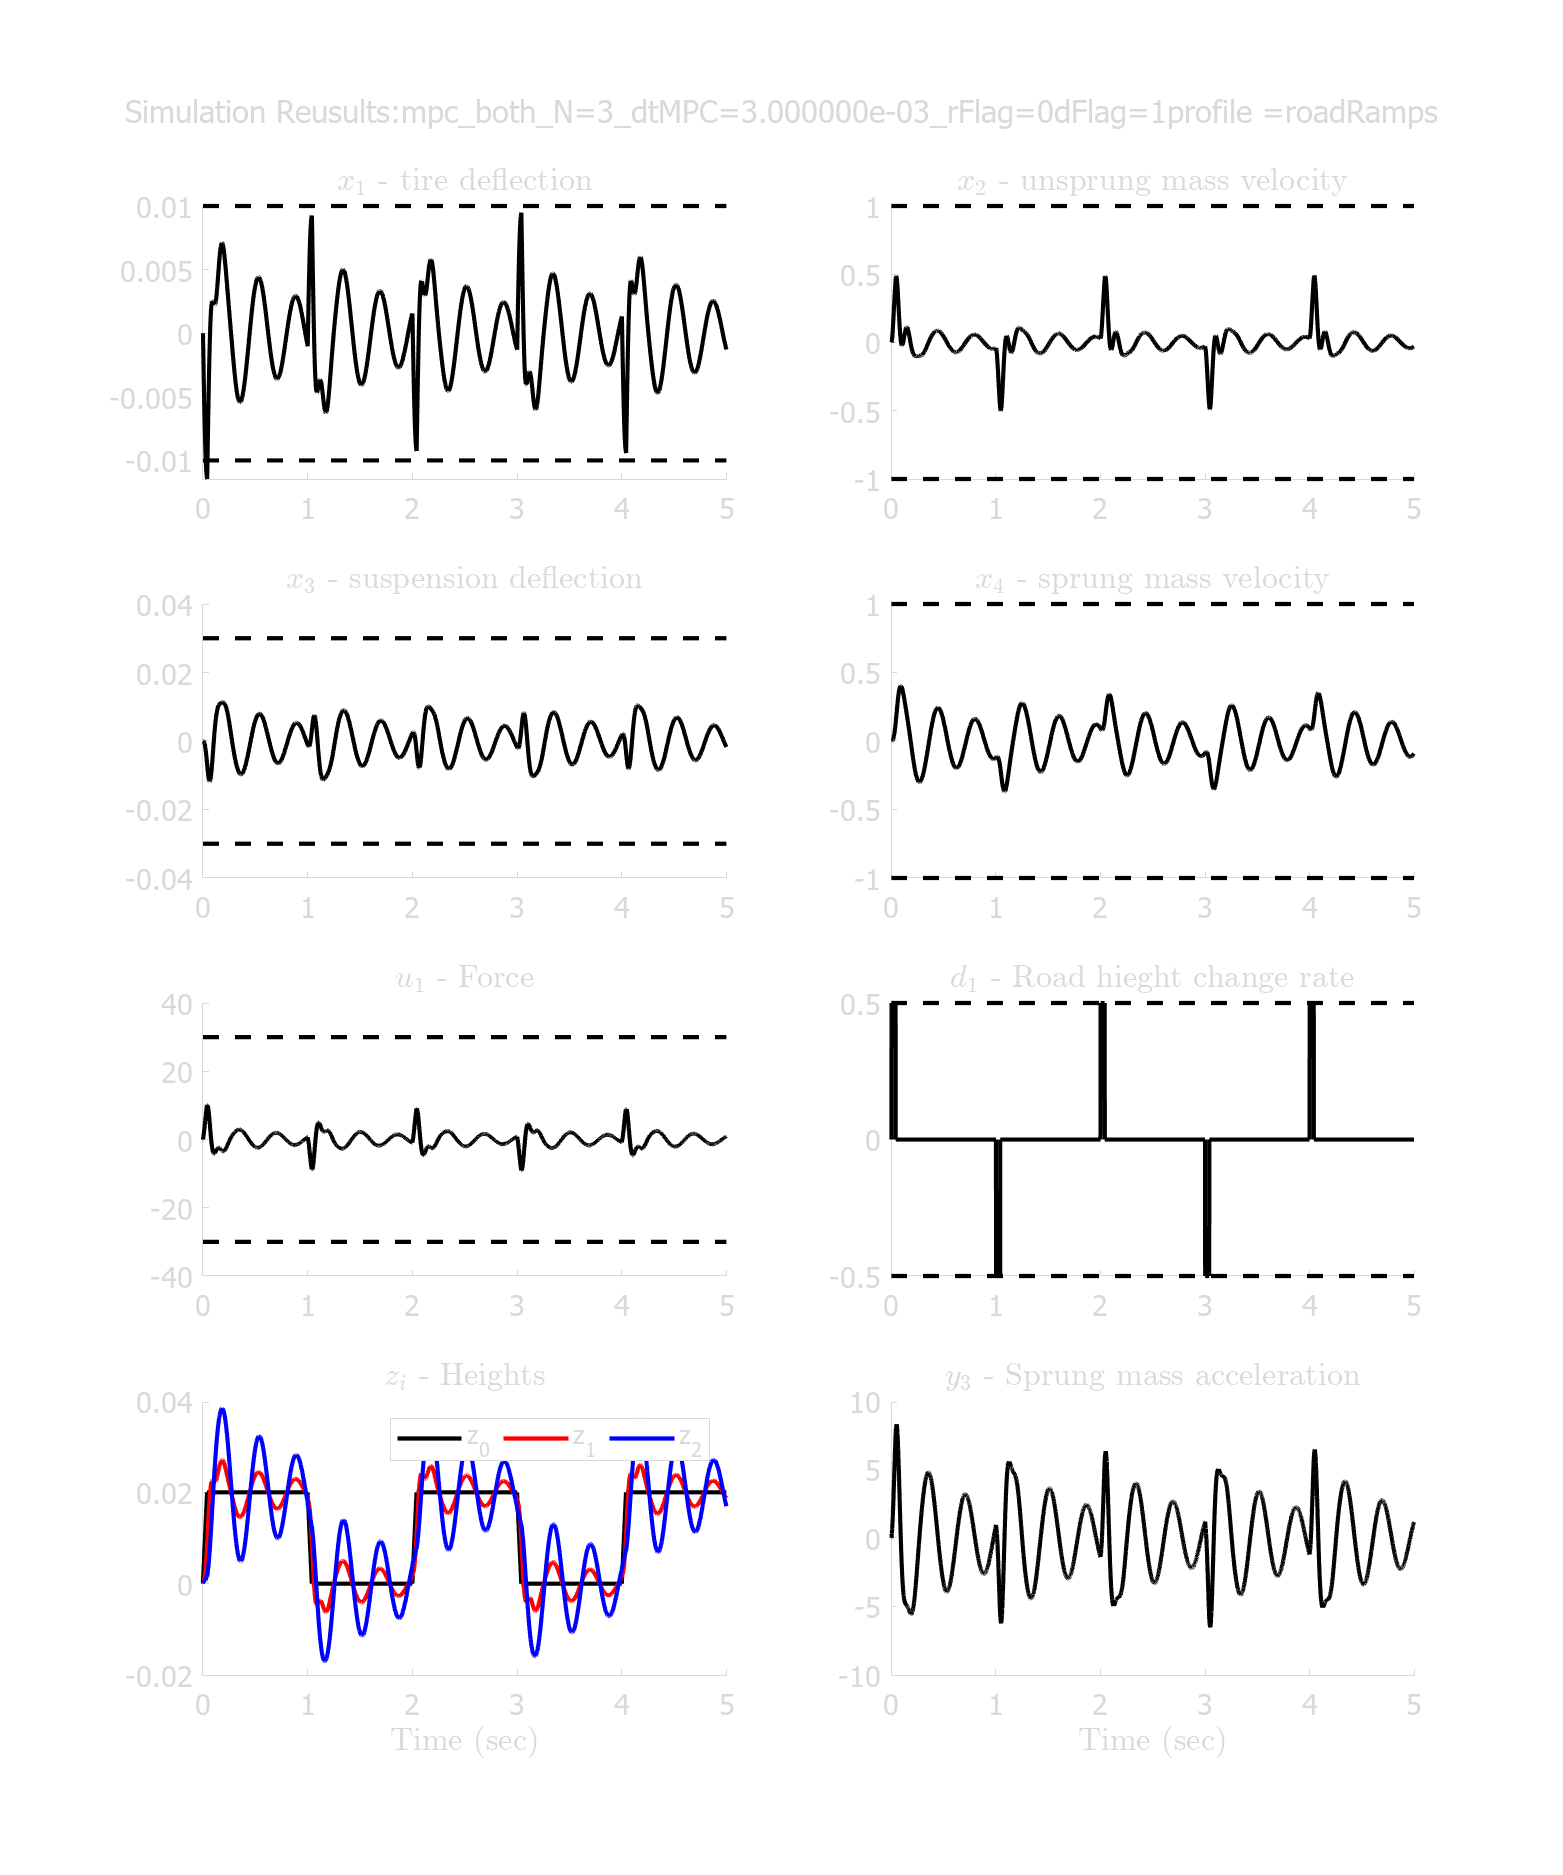 Simulation Reusults:mpc_both_N=3_dtMPC=3.000000e-03_rFlag=0dFlag=1profile =roadRamps
x1 - tire deflection
0.01
0.005
0
-0.005
-0.01
0 1 2 3 4 5
x2 - unsprung mass velocity
1
0.5
0
-0.5
-1
0 1 2 3 4 5
x3 - suspension deflection
0.04
0.02
0
-0.02
-0.04
0 1 2 3 4 5
x4 - sprung mass velocity
1
0.5
0
-0.5
-1
0 1 2 3 4 5
u1 - Force
40
20
0
-20
-40
0 1 2 3 4 5
d1 - Road hieght change rate
0.5
0
-0.5
0 1 2 3 4 5
zi - Heights
0.04
0.02
0
-0.02
z0 z1 z2
0 1 2 3 4 5
Time (sec)
y3 - Sprung mass acceleration
10
5
0
-5
-10
0 1 2 3 4 5
Time (sec)